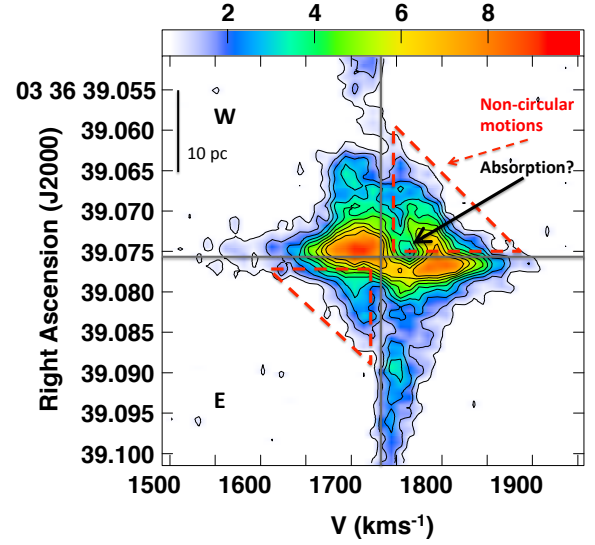 2 4 6 8
03 36 39.055
39.060
39.065
39.070
39.075
39.080
39.085
39.090
39.095
39.100
Right Ascension (J2000)
W
10 pc
Non-circular
motions
Absorption?
E
1500 1600 1700 1800 1900
V (kms-1)